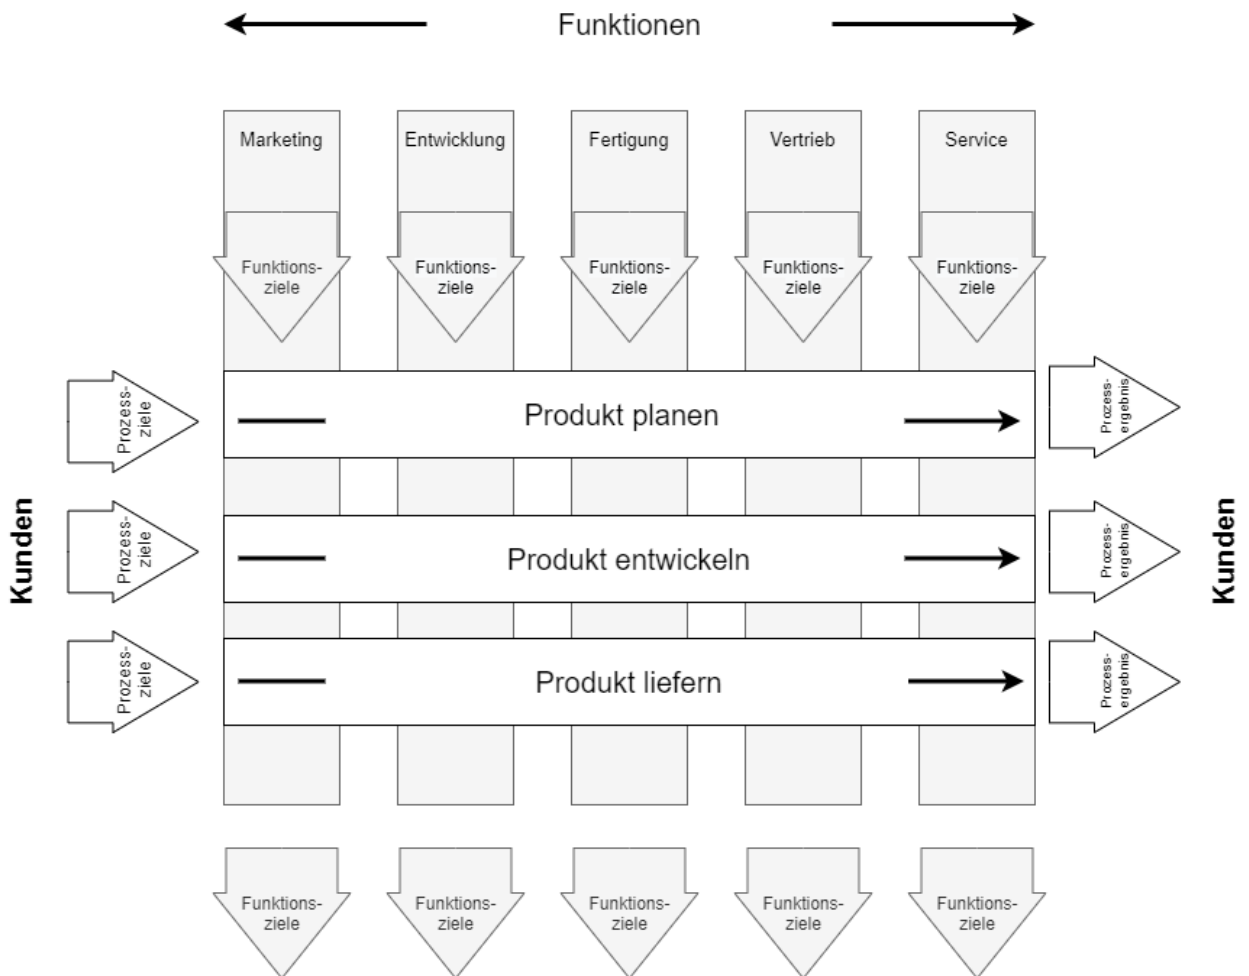 Funktionen
Marketing
Entwicklung
Fertigung
Vertrieb
Service
Funktions-
ziele
Funktions-
ziele
Funktions-
ziele
Funktions-
ziele
Funktions-
ziele
Prozess-
ziele
Produkt planen
Prozess-
ergebnis
Kunden
Prozess-
ziele
Produkt entwickeln
Prozess-
ergebnis
Kunden
Prozess-
ziele
Produkt liefern
Prozess-
ergebnis
Funktions-
ziele
Funktions-
ziele
Funktions-
ziele
Funktions-
ziele
Funktions-
ziele